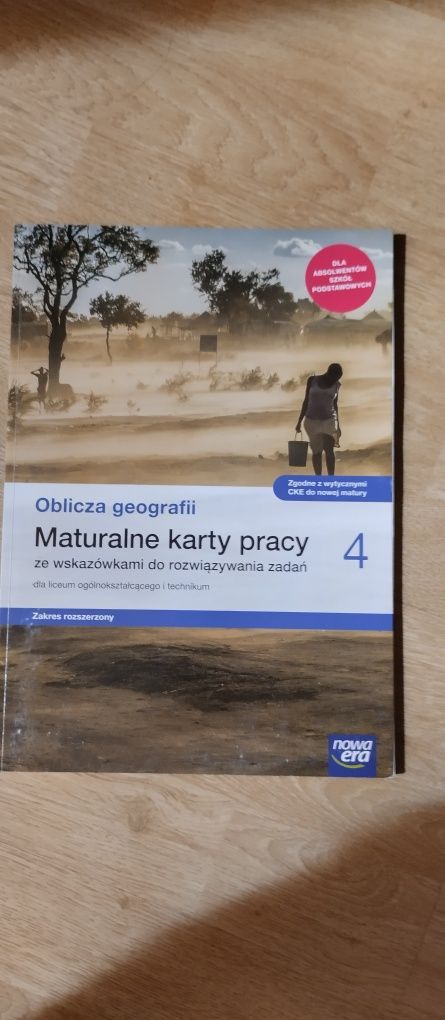 DLA
ABSOLWENTÓW
SZKÓŁ
PODSTAWOWYCH
Zgodne z wytycznymi
CKE do nowej matury
Oblicza geografii
Maturalne karty pracy 4
ze wskazówkami do rozwiązywania zadań
dla liceum ogólnokształcącego i technikum
Zakres rozszerzony
nowa
era